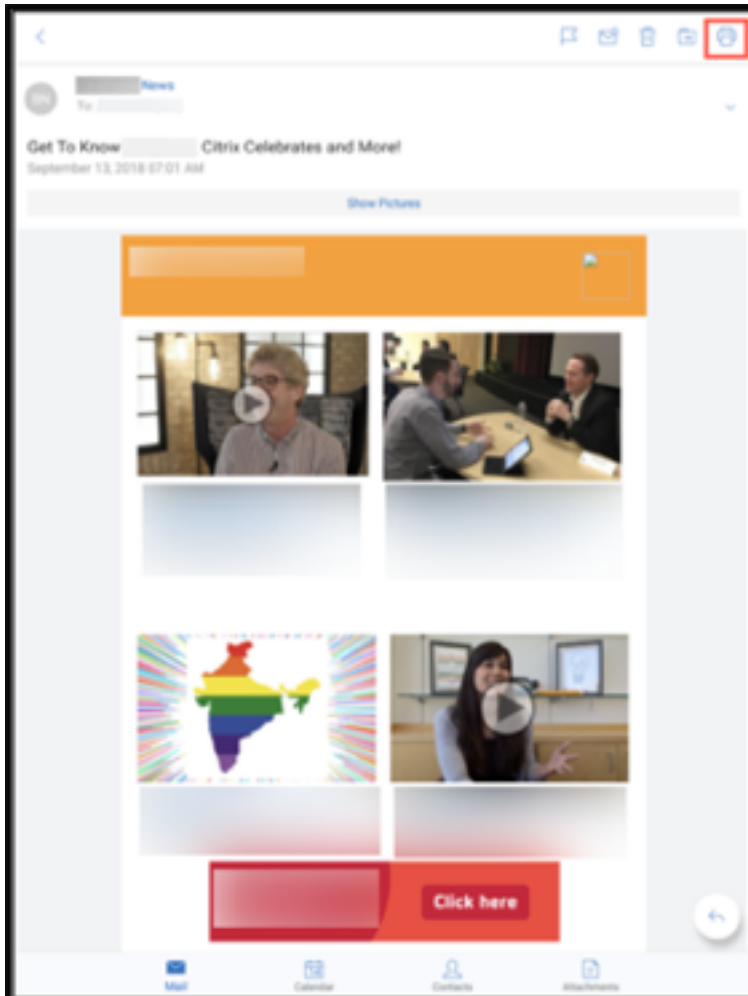 News
To:
Get To Know Citrix Celebrates and More!
September 13, 2018 07:01 AM
Show Pictures
Click here
Mail
Calendar
Contacts
Attachments